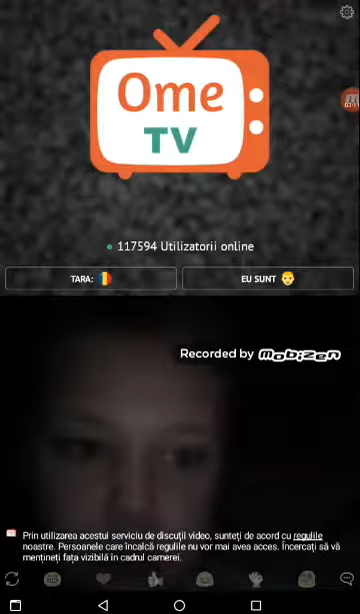 Ome
TV
117594 Utilizatorii online
TARA:
EU SUNT
Recorded by mobizen
Prin utilizarea acestui serviciu de discuții video, sunteți de acord cu regulile
noastre. Persoanele care încalcă regulile nu vor mai avea acces. Încercați să vă
mențineți fața vizibilă în cadrul camerei.